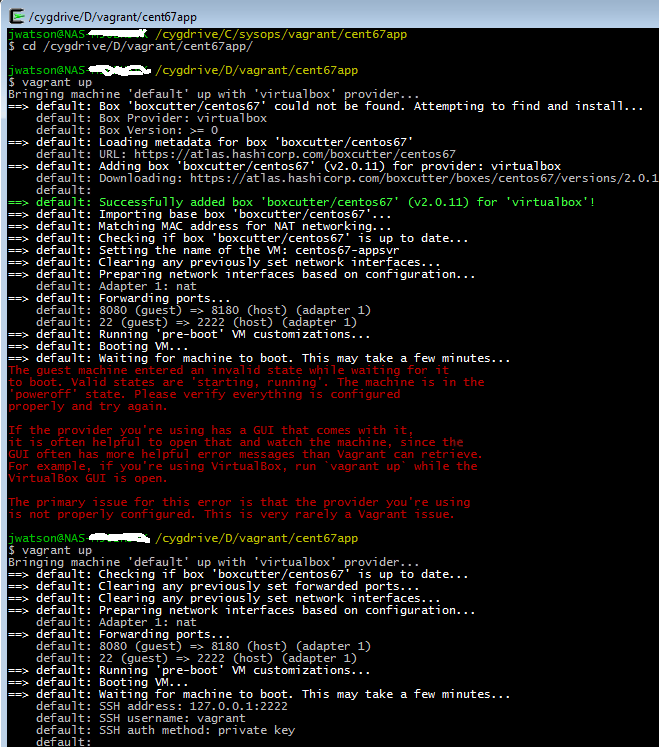 /cygdrive/D/vagrant/cent67app
jwatson@NAS- /cygdrive/C/sysops/vagrant/cent67app
$ cd /cygdrive/D/vagrant/cent67app/
jwatson@NAS- /cygdrive/D/vagrant/cent67app
$ vagrant up
Bringing machine 'default' up with 'virtualbox' provider...
==> default: Box 'boxcutter/centos67' could not be found. Attempting to find and install...
default: Box Provider: virtualbox
default: Box Version: >= 0
==> default: Loading metadata for box 'boxcutter/centos67'
default: URL: https://atlas.hashicorp.com/boxcutter/centos67
==> default: Adding box 'boxcutter/centos67' (v2.0.11) for provider: virtualbox
default: Downloading: https://atlas.hashicorp.com/boxcutter/boxes/centos67/versions/2.0.1
default:
==> default: Successfully added box 'boxcutter/centos67' (v2.0.11) for 'virtualbox'!
==> default: Importing base box 'boxcutter/centos67'...
==> default: Matching MAC address for NAT networking...
==> default: Checking if box 'boxcutter/centos67' is up to date...
==> default: Setting the name of the VM: centos67-appsvr
==> default: Clearing any previously set network interfaces...
==> default: Preparing network interfaces based on configuration...
default: Adapter 1: nat
==> default: Forwarding ports...
default: 8080 (guest) => 8180 (host) (adapter 1)
default: 22 (guest) => 2222 (host) (adapter 1)
==> default: Running 'pre-boot' VM customizations...
==> default: Booting VM...
==> default: Waiting for machine to boot. This may take a few minutes...
The guest machine entered an invalid state while waiting for it
to boot. Valid states are 'starting, running'. The machine is in the
'poweroff' state. Please verify everything is configured
properly and try again.
If the provider you're using has a GUI that comes with it,
it is often helpful to open that and watch the machine, since the
GUI often has more helpful error messages than Vagrant can retrieve.
For example, if you're using VirtualBox, run `vagrant up` while the
VirtualBox GUI is open.
The primary issue for this error is that the provider you're using
is not properly configured. This is very rarely a Vagrant issue.
jwatson@NAS- /cygdrive/D/vagrant/cent67app
$ vagrant up
Bringing machine 'default' up with 'virtualbox' provider...
==> default: Checking if box 'boxcutter/centos67' is up to date...
==> default: Clearing any previously set forwarded ports...
==> default: Clearing any previously set network interfaces...
==> default: Preparing network interfaces based on configuration...
default: Adapter 1: nat
==> default: Forwarding ports...
default: 8080 (guest) => 8180 (host) (adapter 1)
default: 22 (guest) => 2222 (host) (adapter 1)
==> default: Running 'pre-boot' VM customizations...
==> default: Booting VM...
==> default: Waiting for machine to boot. This may take a few minutes...
default: SSH address: 127.0.0.1:2222
default: SSH username: vagrant
default: SSH auth method: private key
default: